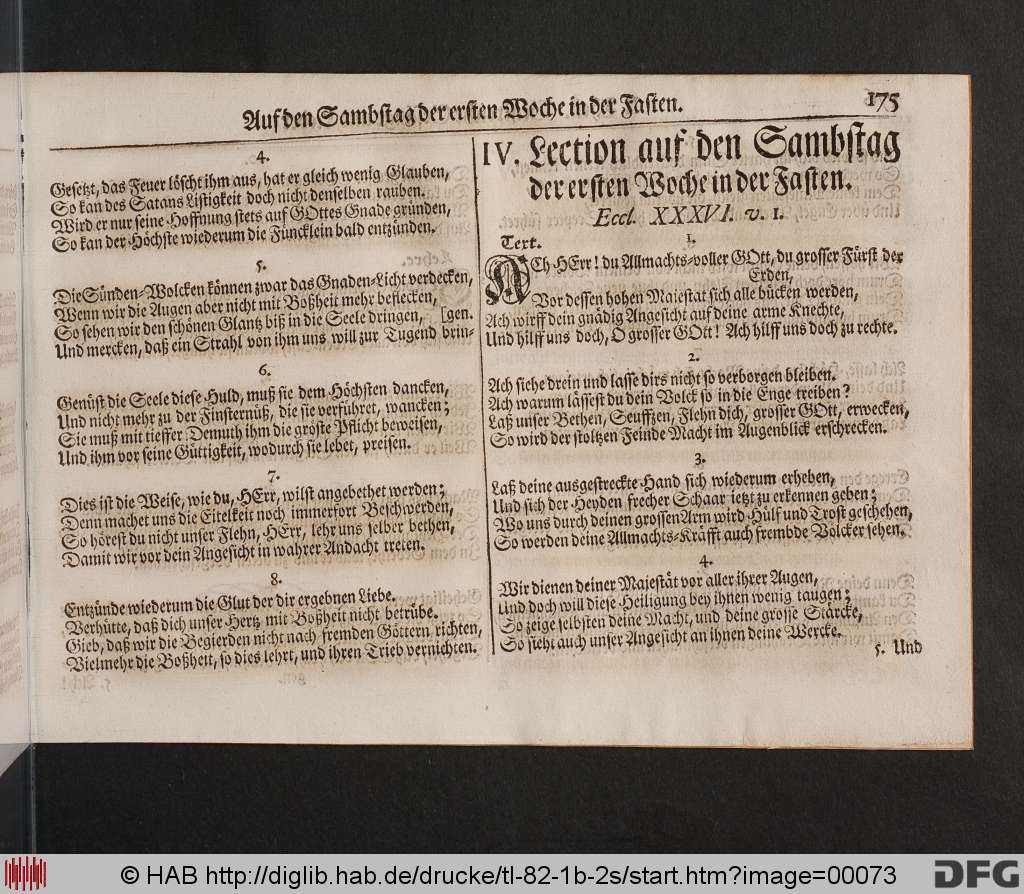 Auf den Sambstag der ersten Woche in der Fasten. 175
4.
Gesetzt, das Feuer löscht ihm aus, hat er gleich wenig Glauben,
So kan des Satans Listigkeit doch nicht denselben rauben.
Wird er nur seine Hoffnung stets auf GOttes Gnade gründen,
So kan der Höchste wiederum die Füncklein bald entzünden.
5.
Die Sünden-Wolcken können zwar das Gnaden-Licht verdecken,
Wenn wir die Augen aber nicht mit Boßheit mehr beflecken,
So sehen wir den schönen Glantz biß in die Seele dringen, [gen.
Und mercken, daß ein Strahl von ihm uns will zur Tugend brin-
6.
Genüst die Seele diese Huld, muß sie dem Höchsten dancken,
Und nicht mehr zu der Finsternüß, die sie verführet, wancken;
Sie muß mit tieffer Demuth ihm die gröste Pflicht beweisen,
Und ihm vor seine Güttigkeit, wodurch sie lebet, preisen.
7.
Dies ist die Weise, wie du, HErr, wilst angebethet werden;
Denn machet uns die Eitelkeit noch immerfort Beschwerden,
So hörest du nicht unser Flehn, HErr, lehr uns selber bethen,
Damit wir vor dein Angesicht in wahrer Andacht treten.
8.
Entzünde wiederum die Glut der dir ergebnen Liebe.
Verhütte, daß dich unser Hertz mit Boßheit nicht betrübe.
Gieb, daß wir die Begierden nicht nach fremden Göttern richten,
Vielmehr die Boßheit, so dies lehrt, und ihren Trieb vernichten.
IV. Lection auf den Sambstag
der ersten Woche in der Fasten.
Eccl. XXXVI. v. 1.
Text. 1.
ACh HErr! du Allmachts-voller GOtt, du grosser Fürst der
Erden,
Vor dessen hohen Maiestat sich alle bücken werden,
Ach wirff dein gnädig Angesicht auf deine arme Knechte,
Und hilff uns doch, O grosser GOtt! Ach hilff uns doch zu rechte.
2.
Ach siehe drein und lasse dirs nicht so verborgen bleiben.
Ach warum lässest du dein Volck so in die Enge treiben?
Laß unser Bethen, Seuffzen, Flehn dich, grosser GOtt, erwecken,
So wird der stoltzen Feinde Macht im Augenblick erschrecken.
3.
Laß deine ausgestreckte Hand sich wiederum erheben,
Und sich der Heyden frecher Schaar ietzt zu erkennen geben;
Wo uns durch deinen grossen Arm wird Hülf und Trost geschehen,
So werden deine Allmachts-Kräfft auch frembde Völcker sehen.
4.
Wir dienen deiner Majestät vor aller ihrer Augen,
Und doch will diese Heiligung bey ihnen wenig taugen;
So zeige selbsten deine Macht, und deine grosse Stärcke,
So sieht auch unser Angesicht an ihnen deine Wercke.
5. Und
© HAB http://diglib.hab.de/drucke/tl-82-1b-2s/start.htm?image=00073
DFG